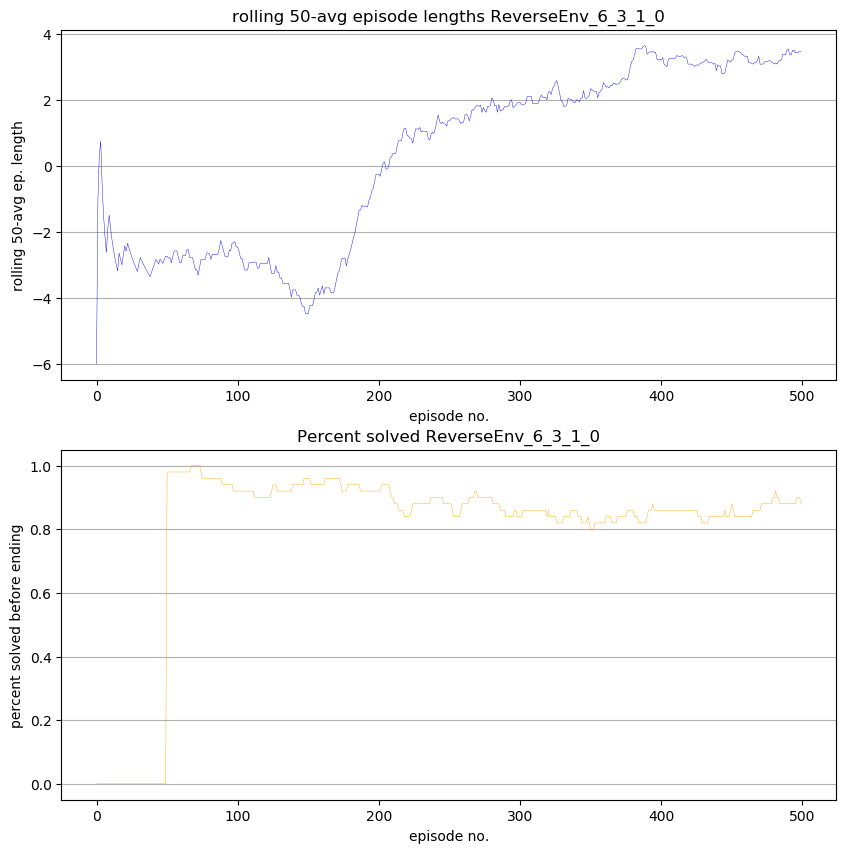 rolling 50-avg episode lengths ReverseEnv_6_3_1_0
rolling 50-avg ep. length
4
2
0
−2
−4
−6
0 100 200 300 400 500
episode no.
Percent solved ReverseEnv_6_3_1_0
percent solved before ending
1.0
0.8
0.6
0.4
0.2
0.0
0 100 200 300 400 500
episode no.